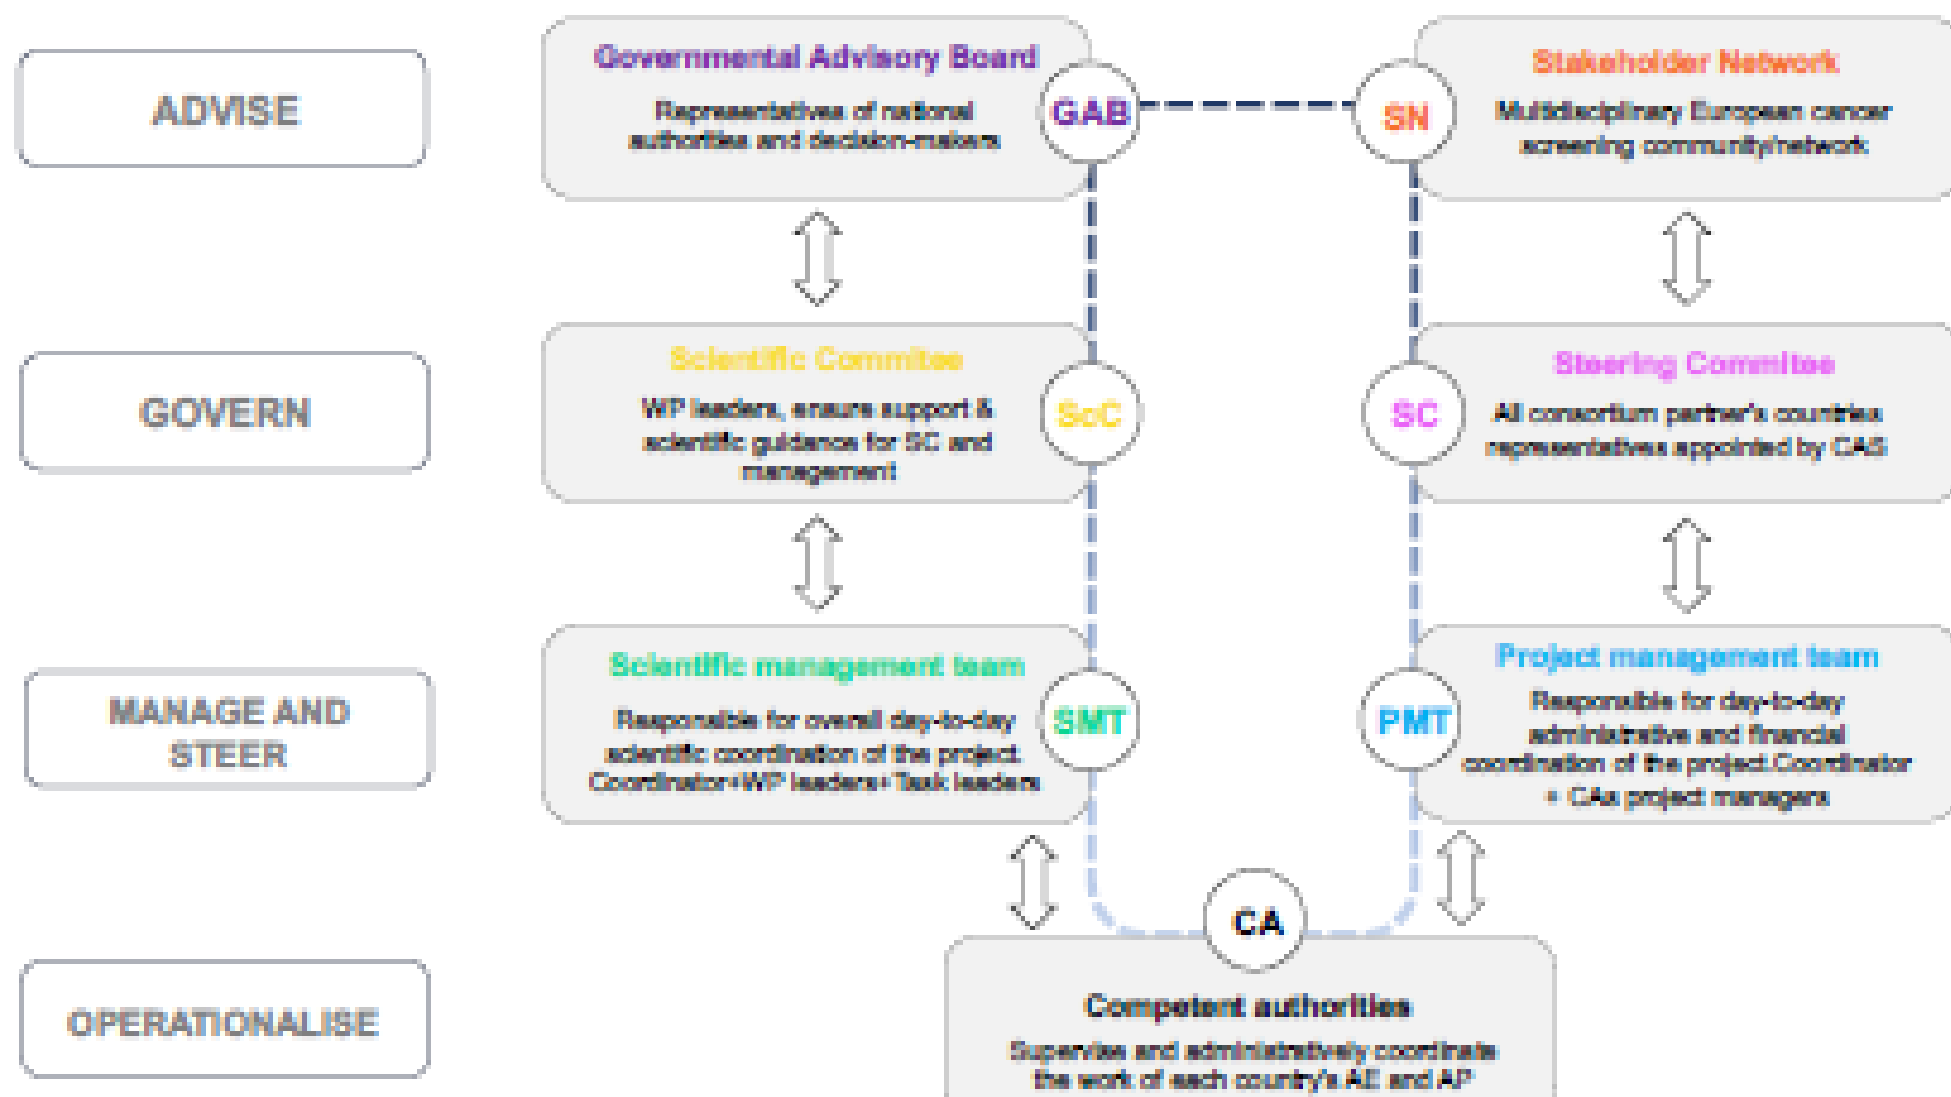 ADVISE
Governmental Advisory Board
Representatives of national
authorities and decision-makers
GAB
SN
Stakeholder Network
Multidisciplinary European cancer
screening community/network
GOVERN
Scientific Commitee
WP leaders, ensure support &
scientific guidance for SC and
management
SoC
SC
Steering Commitee
All consortium partner's countries
representatives appointed by CAS
MANAGE AND
STEER
Scientific management team
Responsible for overall day-to-day
scientific coordination of the project.
Coordinator+WP leaders+Task leaders
SMT
PMT
Project management team
Responsible for day-to-day
administrative and financial
coordination of the project.Coordinator
+ CAs project managers
OPERATIONALISE
CA
Competent authorities
Supervise and administratively coordinate
the work of each country's AE and AP